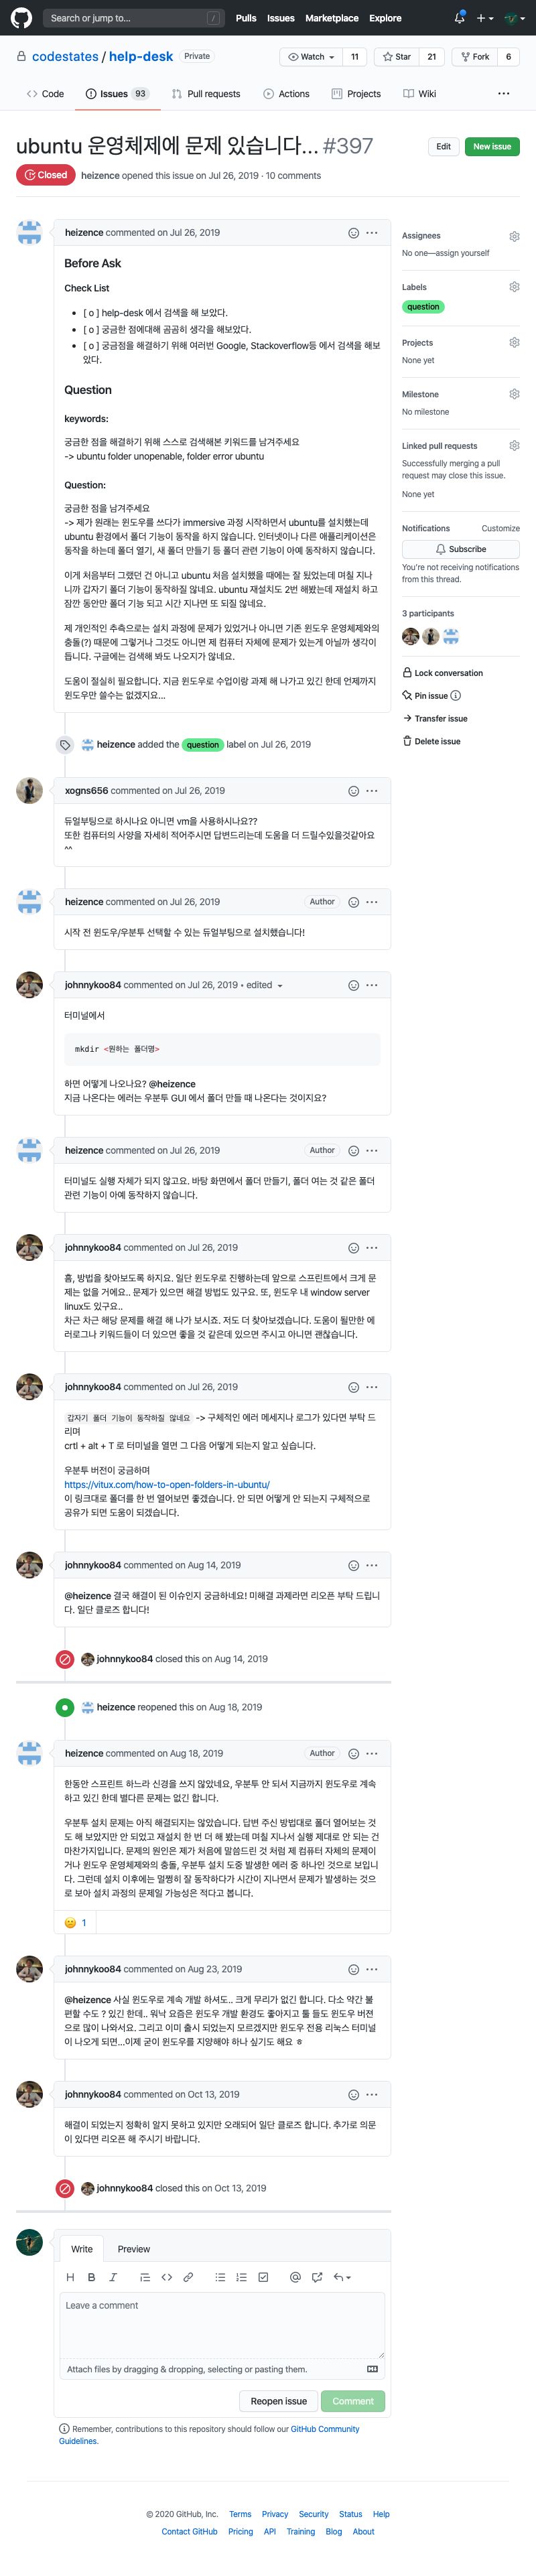 Search or jump to... /
Pulls Issues Marketplace Explore
codestates / help-desk Private
Watch 11 Star 21 Fork 6
Code Issues 93 Pull requests Actions Projects Wiki ...
ubuntu 운영체제에 문제 있습니다... #397
Edit New issue
Closed heizence opened this issue on Jul 26, 2019 · 10 comments
heizence commented on Jul 26, 2019
Before Ask
Check List
• [ o ] help-desk 에서 검색을 해 보았다.
• [ o ] 궁금한 점에대해 곰곰히 생각을 해보았다.
• [ o ] 궁금점을 해결하기 위해 여러번 Google, Stackoverflow등 에서 검색을 해보
았다.
Question
keywords:
궁금한 점을 해결하기 위해 스스로 검색해본 키워드를 남겨주세요
-> ubuntu folder unopenable, folder error ubuntu
Question:
궁금한 점을 남겨주세요
-> 제가 원래는 윈도우를 쓰다가 immersive 과정 시작하면서 ubuntu를 설치했는데
ubuntu 환경에서 폴더 기능이 동작을 하지 않습니다. 인터넷이나 다른 애플리케이션은
동작을 하는데 폴더 열기, 새 폴더 만들기 등 폴더 관련 기능이 아예 동작하지 않습니다.
이게 처음부터 그랬던 건 아니고 ubuntu 처음 설치했을 때에는 잘 됬었는데 며칠 지나
니까 갑자기 폴더 기능이 동작하질 않네요. ubuntu 재설치도 2번 해봤는데 재설치 하고
잠깐 동안만 폴더 기능 되고 시간 지나면 또 되질 않네요.
제 개인적인 추측으로는 설치 과정에 문제가 있었거나 아니면 기존 윈도우 운영체제와의
충돌(?) 때문에 그렇거나 그것도 아니면 제 컴퓨터 자체에 문제가 있는게 아닐까 생각이
듭니다. 구글에는 검색해 봐도 나오지가 않네요.
도움이 절실히 필요합니다. 지금 윈도우로 수업이랑 과제 해 나가고 있긴 한데 언제까지
윈도우만 쓸수는 없겠지요...
Assignees
No one—assign yourself
Labels
question
Projects
None yet
Milestone
No milestone
Linked pull requests
Successfully merging a pull
request may close this issue.
None yet
Notifications Customize
Subscribe
You're not receiving notifications
from this thread.
3 participants
Lock conversation
Pin issue
Transfer issue
Delete issue
heizence added the question label on Jul 26, 2019
xogns656 commented on Jul 26, 2019
듀얼부팅으로 하시나요 아니면 vm을 사용하시나요??
또한 컴퓨터의 사양을 자세히 적어주시면 답변드리는데 도움을 더 드릴수있을것같아요
^^
heizence commented on Jul 26, 2019 Author
시작 전 윈도우/우분투 선택할 수 있는 듀얼부팅으로 설치했습니다!
johnnykoo84 commented on Jul 26, 2019 • edited
터미널에서
mkdir <원하는 폴더명>
하면 어떻게 나오나요? @heizence
지금 나온다는 에러는 우분투 GUI 에서 폴더 만들 때 나온다는 것이지요?
heizence commented on Jul 26, 2019 Author
터미널도 실행 자체가 되지 않고요. 바탕 화면에서 폴더 만들기, 폴더 여는 것 같은 폴더
관련 기능이 아예 동작하지 않습니다.
johnnykoo84 commented on Jul 26, 2019
흠, 방법을 찾아보도록 하지요. 일단 윈도우로 진행하는데 앞으로 스프린트에서 크게 문
제는 없을 거에요.. 문제가 있으면 해결 방법도 있구요. 또, 윈도우 내 window server
linux도 있구요..
차근 차근 해당 문제를 해결 해 나가 보시죠. 저도 더 찾아보겠습니다. 도움이 될만한 에
러로그나 키워드들이 더 있으면 좋을 것 같은데 있으면 주시고 아니면 괜찮습니다.
johnnykoo84 commented on Jul 26, 2019
갑자기 폴더 기능이 동작하질 않네요 -> 구체적인 에러 메세지나 로그가 있다면 부탁 드
리며
crtl + alt + T 로 터미널을 열면 그 다음 어떻게 되는지 알고 싶습니다.
우분투 버전이 궁금하며
https://vitux.com/how-to-open-folders-in-ubuntu/
이 링크대로 폴더를 한 번 열어보면 좋겠습니다. 안 되면 어떻게 안 되는지 구체적으로
공유가 되면 도움이 되겠습니다.
johnnykoo84 commented on Aug 14, 2019
@heizence 결국 해결이 된 이슈인지 궁금하네요! 미해결 과제라면 리오픈 부탁 드립니
다. 일단 클로즈 합니다!
johnnykoo84 closed this on Aug 14, 2019
heizence reopened this on Aug 18, 2019
heizence commented on Aug 18, 2019 Author
한동안 스프린트 하느라 신경을 쓰지 않았네요, 우분투 안 되서 지금까지 윈도우로 계속
하고 있긴 한데 별다른 문제는 없긴 합니다.
우분투 설치 문제는 아직 해결되지는 않았습니다. 답변 주신 방법대로 폴더 열어보는 것
도 해 보았지만 안 되었고 재설치 한 번 더 해 봤는데 며칠 지나서 실행 제대로 안 되는 건
마찬가지입니다. 문제의 원인은 제가 처음에 말씀드린 것 처럼 제 컴퓨터 자체의 문제이
거나 윈도우 운영체제와의 충돌, 우분투 설치 도중 발생한 에러 중 하나인 것으로 보입니
다. 그런데 설치 이후에는 멀쩡히 잘 동작하다가 시간이 지나면서 문제가 발생하는 것으
로 보아 설치 과정의 문제일 가능성은 적다고 봅니다.
1
johnnykoo84 commented on Aug 23, 2019
@heizence 사실 윈도우로 계속 개발 하셔도.. 크게 무리가 없긴 합니다. 다소 약간 불
편할 수도 ? 있긴 한데.. 워낙 요즘은 윈도우 개발 환경도 좋아지고 툴 들도 윈도우 버전
으로 많이 나와서요. 그리고 이미 출시 되었는지 모르겠지만 윈도우 전용 리눅스 터미널
이 나오게 되면...이제 굳이 윈도우를 지양해야 하나 싶기도 해요 ㅎ
johnnykoo84 commented on Oct 13, 2019
해결이 되었는지 정확히 알지 못하고 있지만 오래되어 일단 클로즈 합니다. 추가로 의문
이 있다면 리오픈 해 주시기 바랍니다.
johnnykoo84 closed this on Oct 13, 2019
Write Preview
Leave a comment
Attach files by dragging & dropping, selecting or pasting them.
Reopen issue Comment
Remember, contributions to this repository should follow our GitHub Community
Guidelines.
© 2020 GitHub, Inc. Terms Privacy Security Status Help
Contact GitHub Pricing API Training Blog About